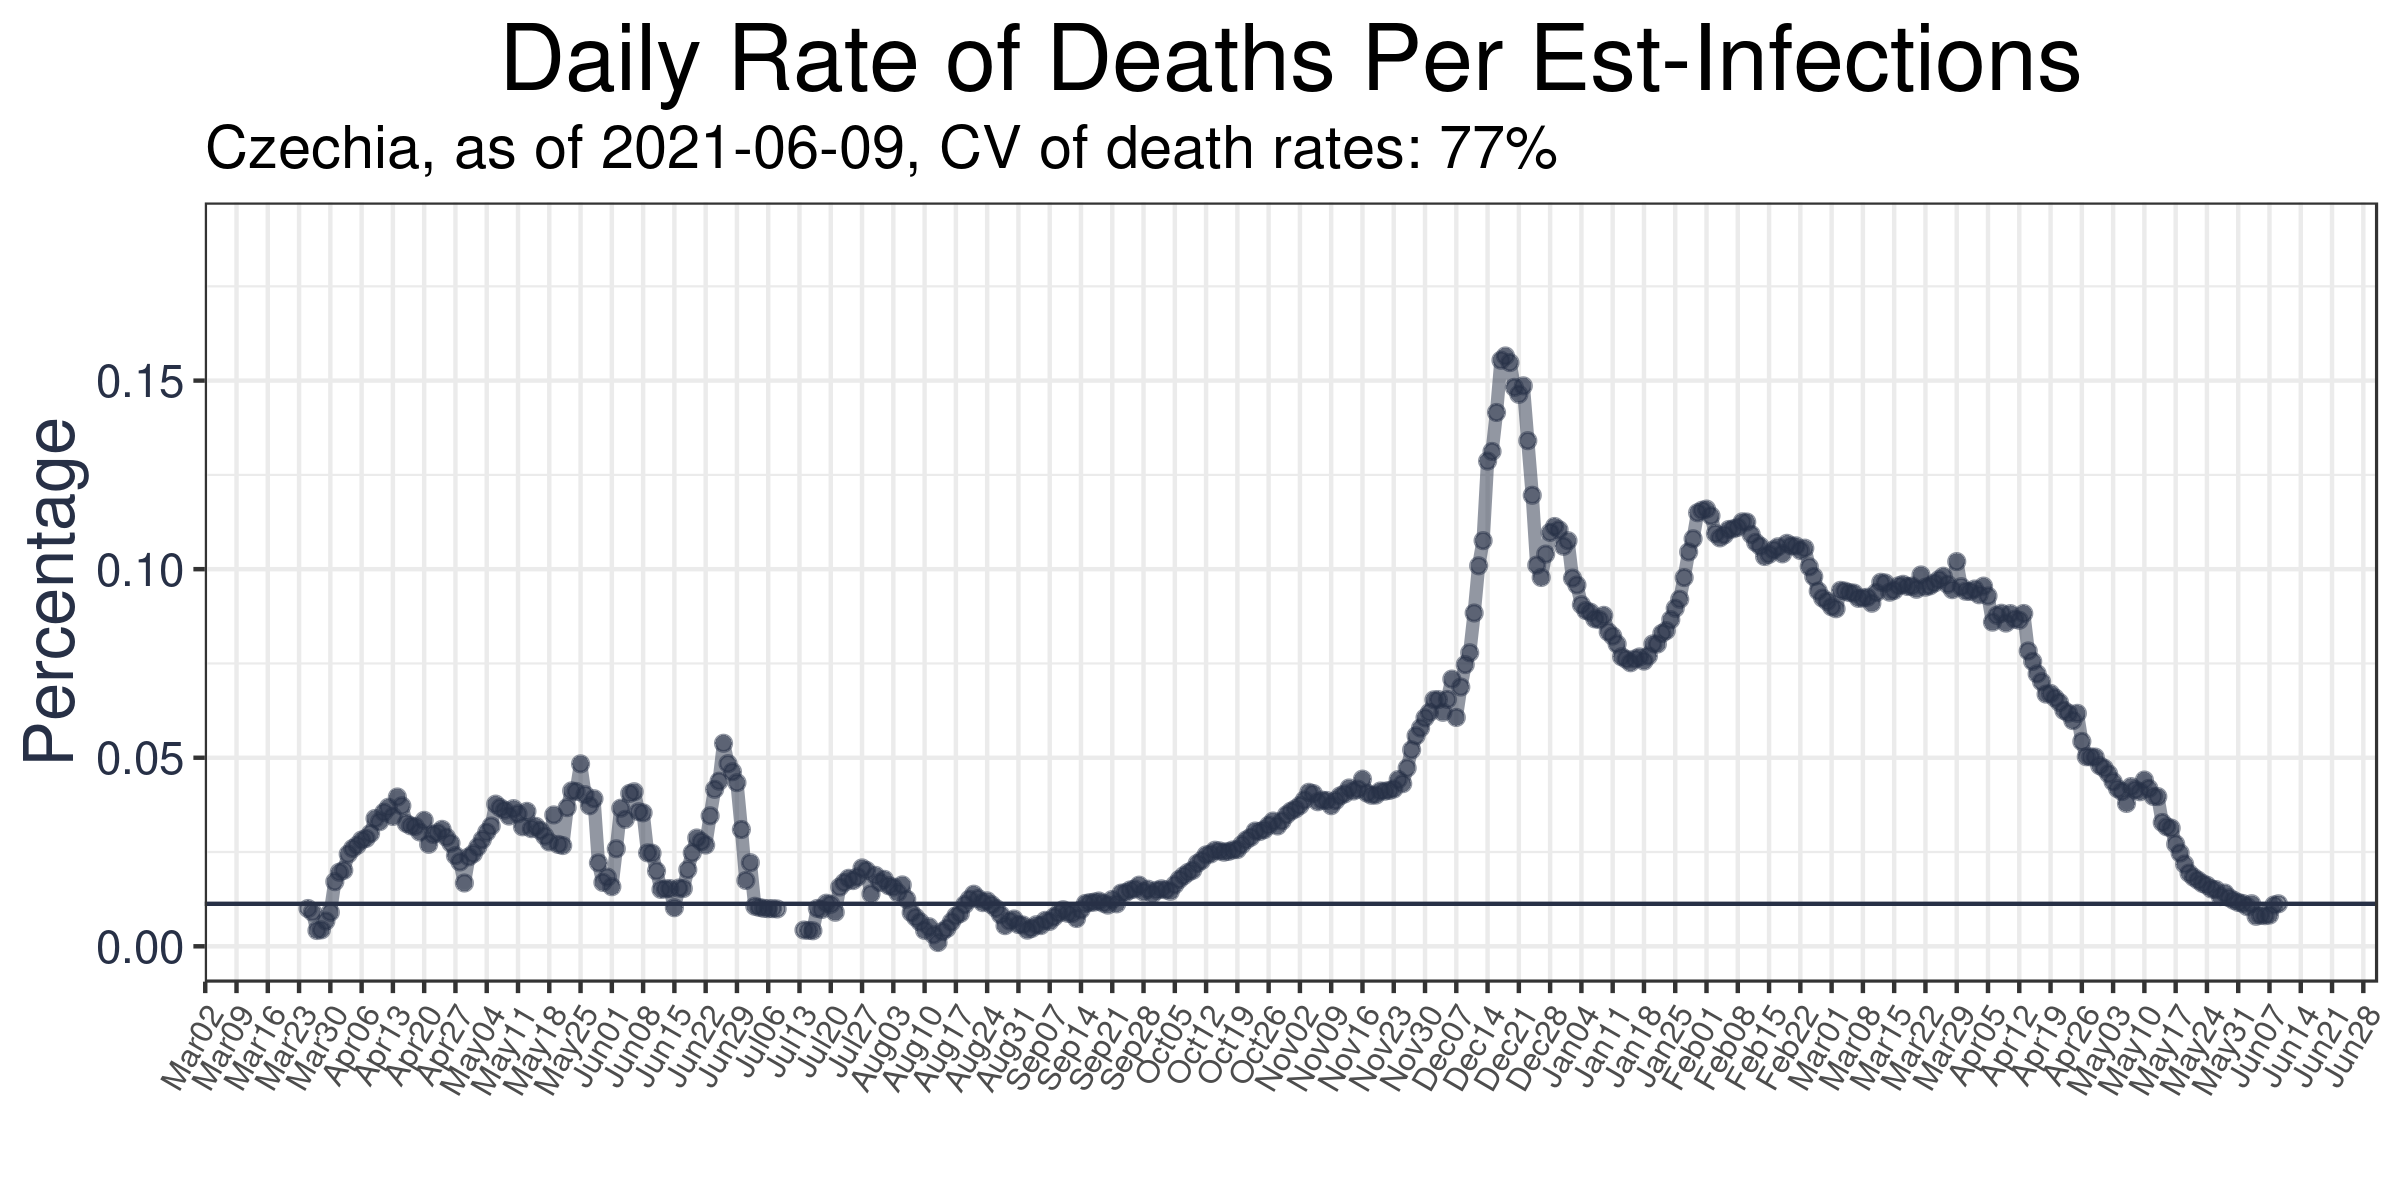 Daily Rate of Deaths Per Est-Infections
Czechia, as of 2021-06-09, CV of death rates: 77%
Percentage
0.15
0.10
0.05
0.00
Mar02
Mar09
Mar16
Mar23
Mar30
Apr06
Apr13
Apr20
Apr27
May04
May11
May18
May25
Jun01
Jun08
Jun15
Jun22
Jun29
Jul06
Jul13
Jul20
Jul27
Aug03
Aug10
Aug17
Aug24
Aug31
Sep07
Sep14
Sep21
Sep28
Oct05
Oct12
Oct19
Oct26
Nov02
Nov09
Nov16
Nov23
Nov30
Dec07
Dec14
Dec21
Dec28
Jan04
Jan11
Jan18
Jan25
Feb01
Feb08
Feb15
Feb22
Mar01
Mar08
Mar15
Mar22
Mar29
Apr05
Apr12
Apr19
Apr26
May03
May10
May17
May24
May31
Jun07
Jun14
Jun21
Jun28